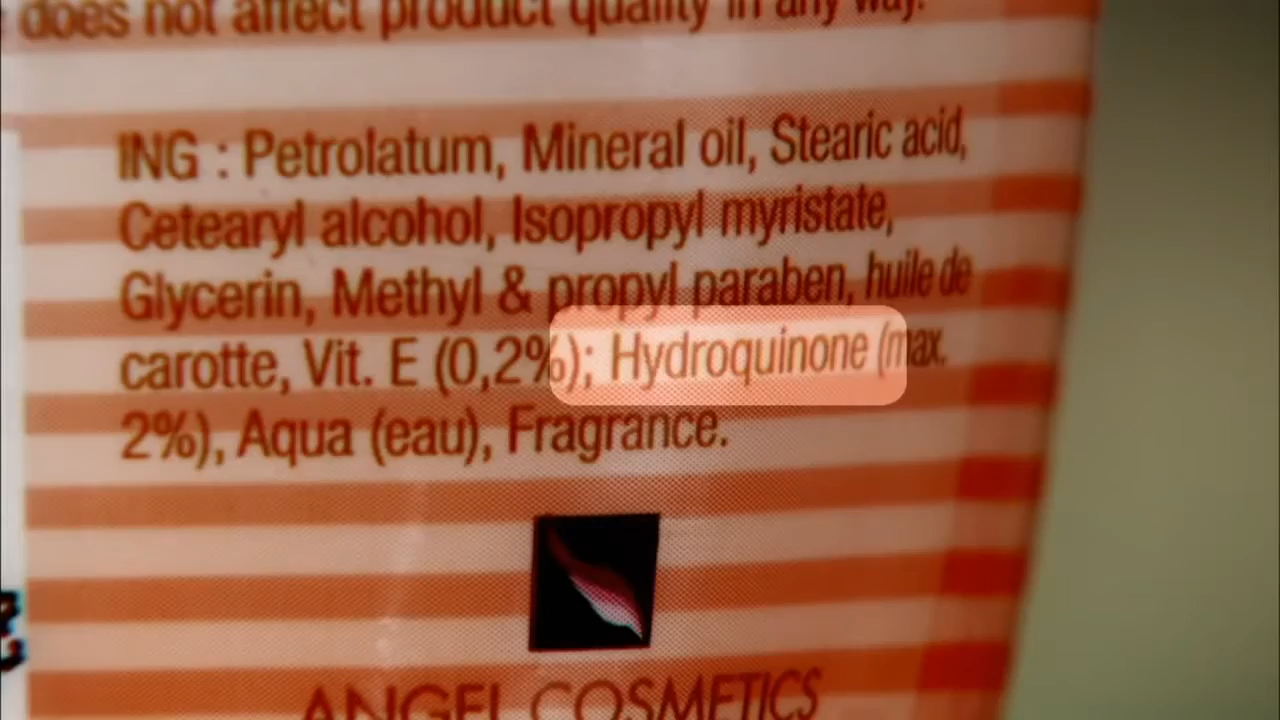 does not affect product quality in any way.
ING : Petrolatum, Mineral oil, Stearic acid,
Cetearyl alcohol, Isopropyl myristate,
Glycerin, Methyl & propyl paraben, huile de
carotte, Vit. E (0,2%); Hydroquinone (max.
2%), Aqua (eau), Fragrance.
ANGEL COSMETICS